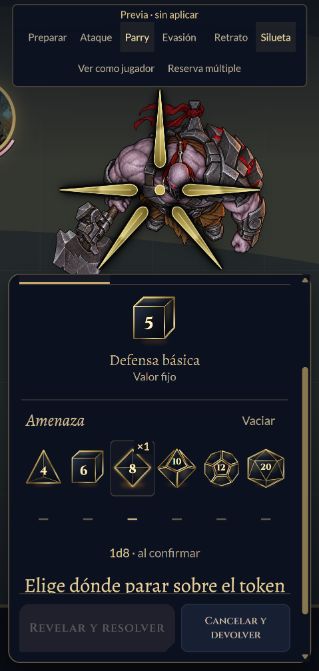 Previa · sin aplicar
Preparar Ataque Parry Evasión Retrato Silueta
Ver como jugador Reserva múltiple
5
Defensa básica
Valor fijo
Amenaza Vaciar
×1
4 6 8 10 12 20
1d8 · al confirmar
Elige dónde parar sobre el token
REVELAR Y RESOLVER
CANCELAR Y
DEVOLVER